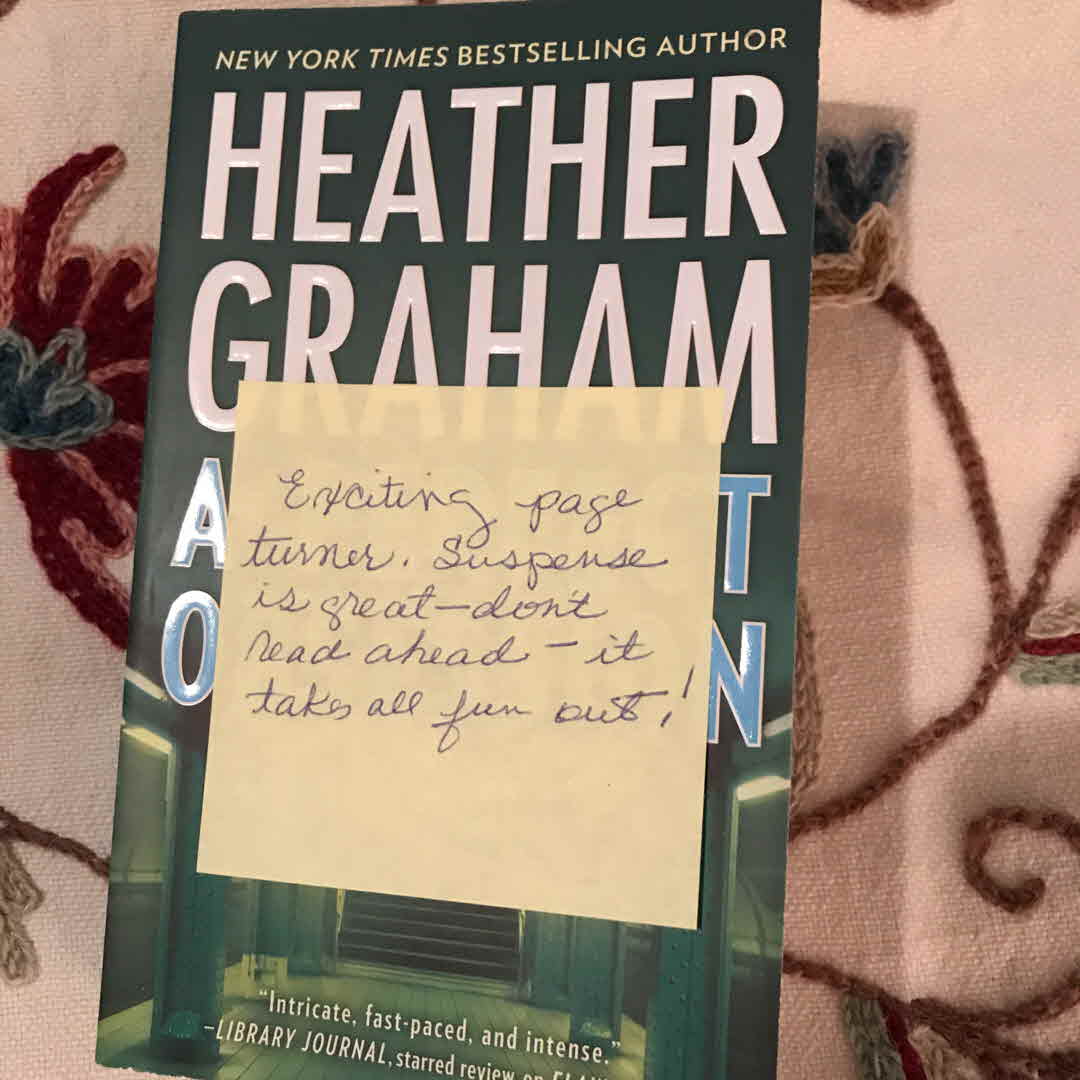 NEW YORK TIMES BESTSELLING AUTHOR
HEATHER
GRAHAM
A T
O N
Exciting page
turner. Suspense
is great—don't
read ahead – it
takes all fun out!
"Intricate, fast-paced, and intense."
–LIBRARY JOURNAL, starred review on